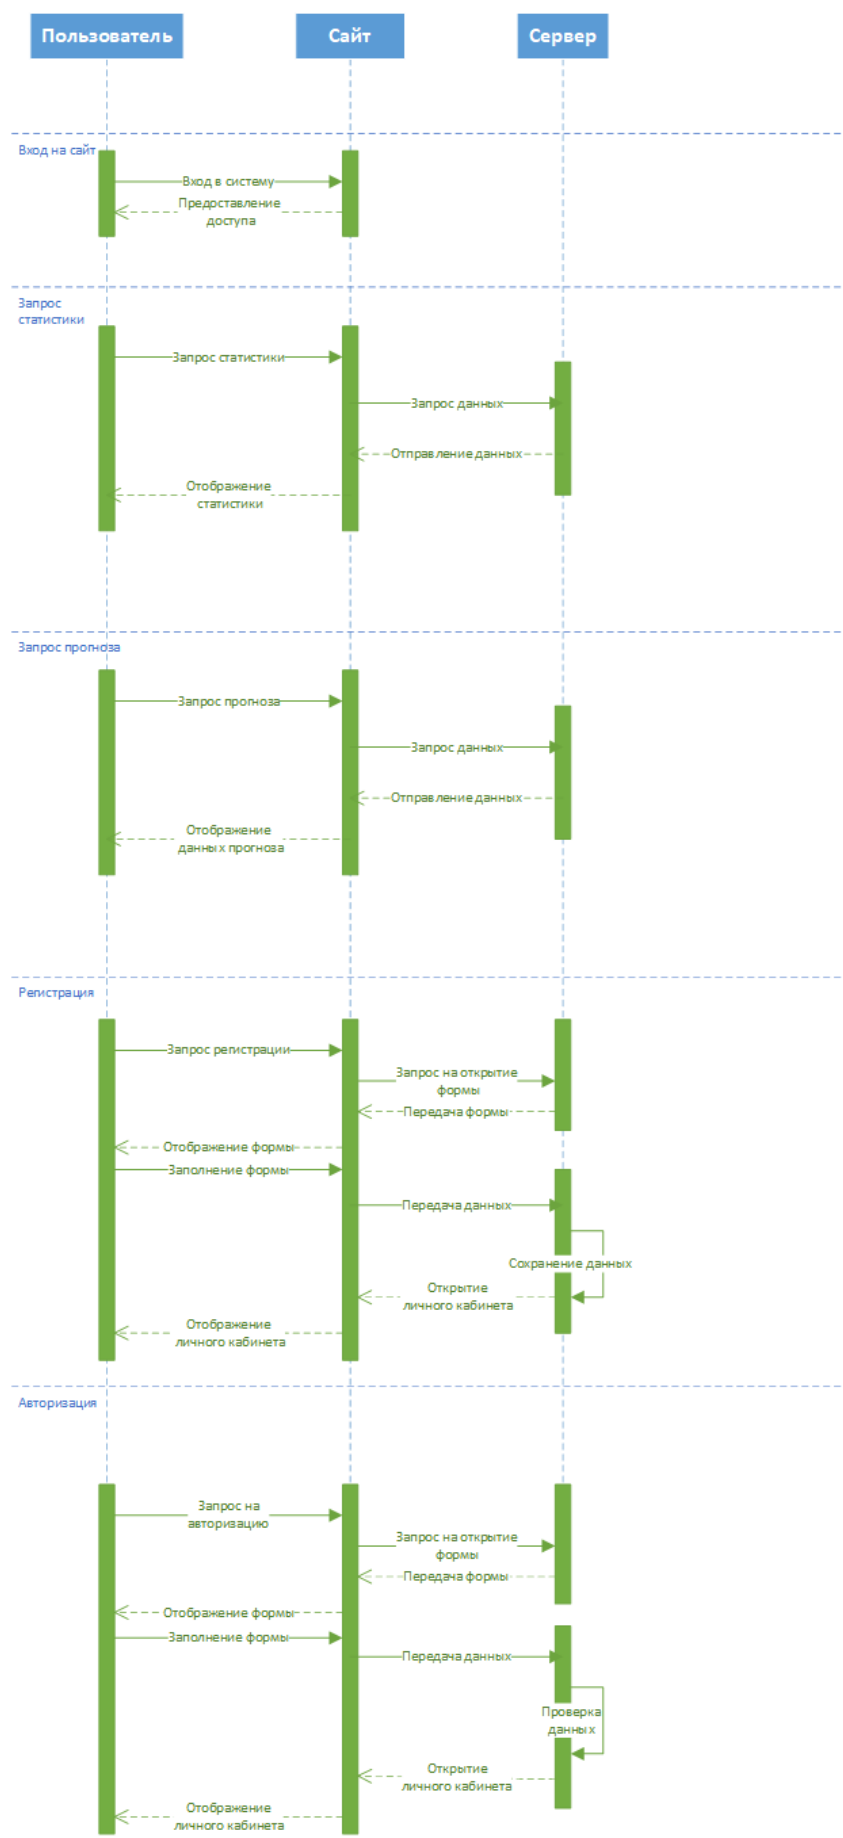 Пользователь
Сайт
Сервер
Вход на сайт
Вход в систему
Предоставление
доступа
Запрос
статистики
Запрос статистики
Запрос данных
Отправление данных
Отображение
статистики
Запрос прогноза
Запрос прогноза
Запрос данных
Отправление данных
Отображение
данных прогноза
Регистрация
Запрос регистрации
Запрос на открытие
формы
Передача формы
Отображение формы
Заполнение формы
Передача данных
Сохранение данных
Открытие
личного кабинета
Отображение
личного кабинета
Авторизация
Запрос на
авторизацию
Запрос на открытие
формы
Передача формы
Отображение формы
Заполнение формы
Передача данных
Проверка
данных
Открытие
личного кабинета
Отображение
личного кабинета